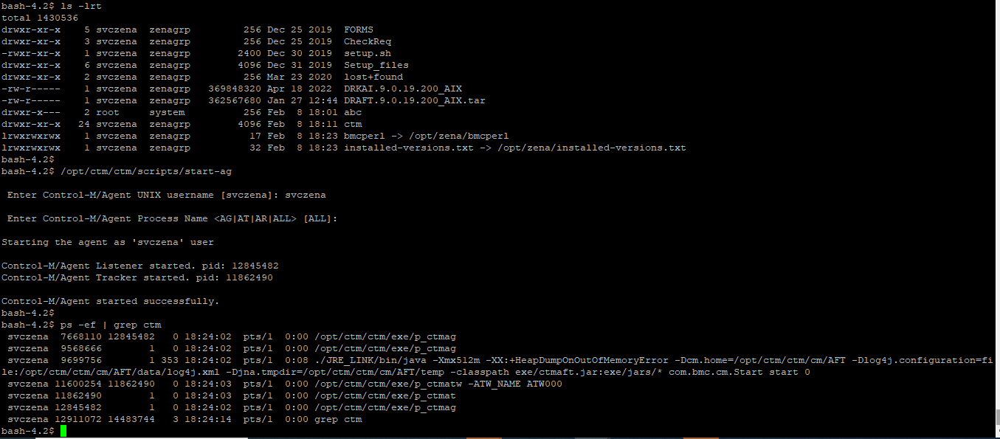 bash-4.2$ ls -lrt
total 1430536
drwxr-xr-x    5 svczena  zenagrp         256 Dec 25 2019  FORMS
drwxr-xr-x    3 svczena  zenagrp         256 Dec 25 2019  CheckReq
-rwxr-xr-x    1 svczena  zenagrp        2400 Dec 30 2019  setup.sh
drwxr-xr-x    6 svczena  zenagrp        4096 Dec 31 2019  Setup_files
drwxr-xr-x    2 svczena  zenagrp         256 Mar 23 2020  lost+found
-rw-r-----    1 svczena  zenagrp   369848320 Apr 18 2022  DRKAI.9.0.19.200_AIX
-rw-r-----    1 svczena  zenagrp   362567680 Jan 27 12:44 DRAFT.9.0.19.200_AIX.tar
drwxr-x---    2 root     system          256 Feb  8 18:01 abc
drwxr-xr-x   24 svczena  zenagrp        4096 Feb  8 18:11 ctm
lrwxrwxrwx    1 svczena  zenagrp          17 Feb  8 18:23 bmcperl -> /opt/zena/bmcperl
lrwxrwxrwx    1 svczena  zenagrp          32 Feb  8 18:23 installed-versions.txt -> /opt/zena/installed-versions.txt
bash-4.2$
bash-4.2$ /opt/ctm/ctm/scripts/start-ag
Enter Control-M/Agent UNIX username [svczena]: svczena
Enter Control-M/Agent Process Name <AG|AT|AR|ALL> [ALL]:
Starting the agent as 'svczena' user
Control-M/Agent Listener started. pid: 12845482
Control-M/Agent Tracker started. pid: 11862490
Control-M/Agent started successfully.
bash-4.2$
bash-4.2$ ps -ef | grep ctm
 svczena  7668110 12845482   0 18:24:02  pts/1  0:00 /opt/ctm/ctm/exe/p_ctmag
 svczena  9568666        1   0 18:24:02  pts/1  0:00 /opt/ctm/ctm/exe/p_ctmag
 svczena  9699756        1 353 18:24:02  pts/1  0:08 ./JRE_LINK/bin/java -Xmx512m -XX:+HeapDumpOnOutOfMemoryError -Dcm.home=/opt/ctm/ctm/cm/AFT -Dlog4j.configuration=fi
le:/opt/ctm/ctm/cm/AFT/data/log4j.xml -Djna.tmpdir=/opt/ctm/ctm/cm/AFT/temp -classpath exe/ctmaft.jar:exe/jars/* com.bmc.cm.Start start 0
 svczena 11600254 11862490   0 18:24:03  pts/1  0:00 /opt/ctm/ctm/exe/p_ctmatw -ATW_NAME ATW000
 svczena 11862490        1   0 18:24:03  pts/1  0:00 /opt/ctm/ctm/exe/p_ctmat
 svczena 12845482        1   0 18:24:02  pts/1  0:00 /opt/ctm/ctm/exe/p_ctmag
 svczena 12911072 14483744   3 18:24:14  pts/1  0:00 grep ctm
bash-4.2$